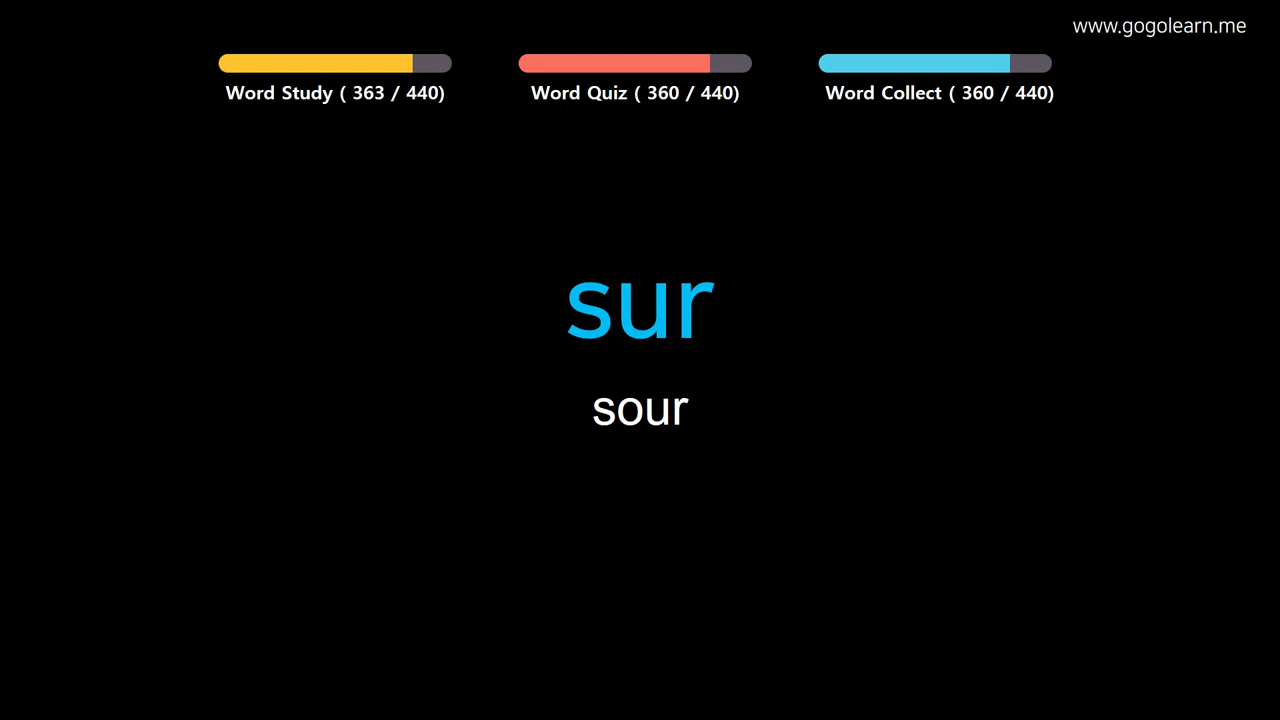 www.gogolearn.me
Word Study ( 363 / 440)
Word Quiz ( 360 / 440)
Word Collect ( 360 / 440)
sur
sour